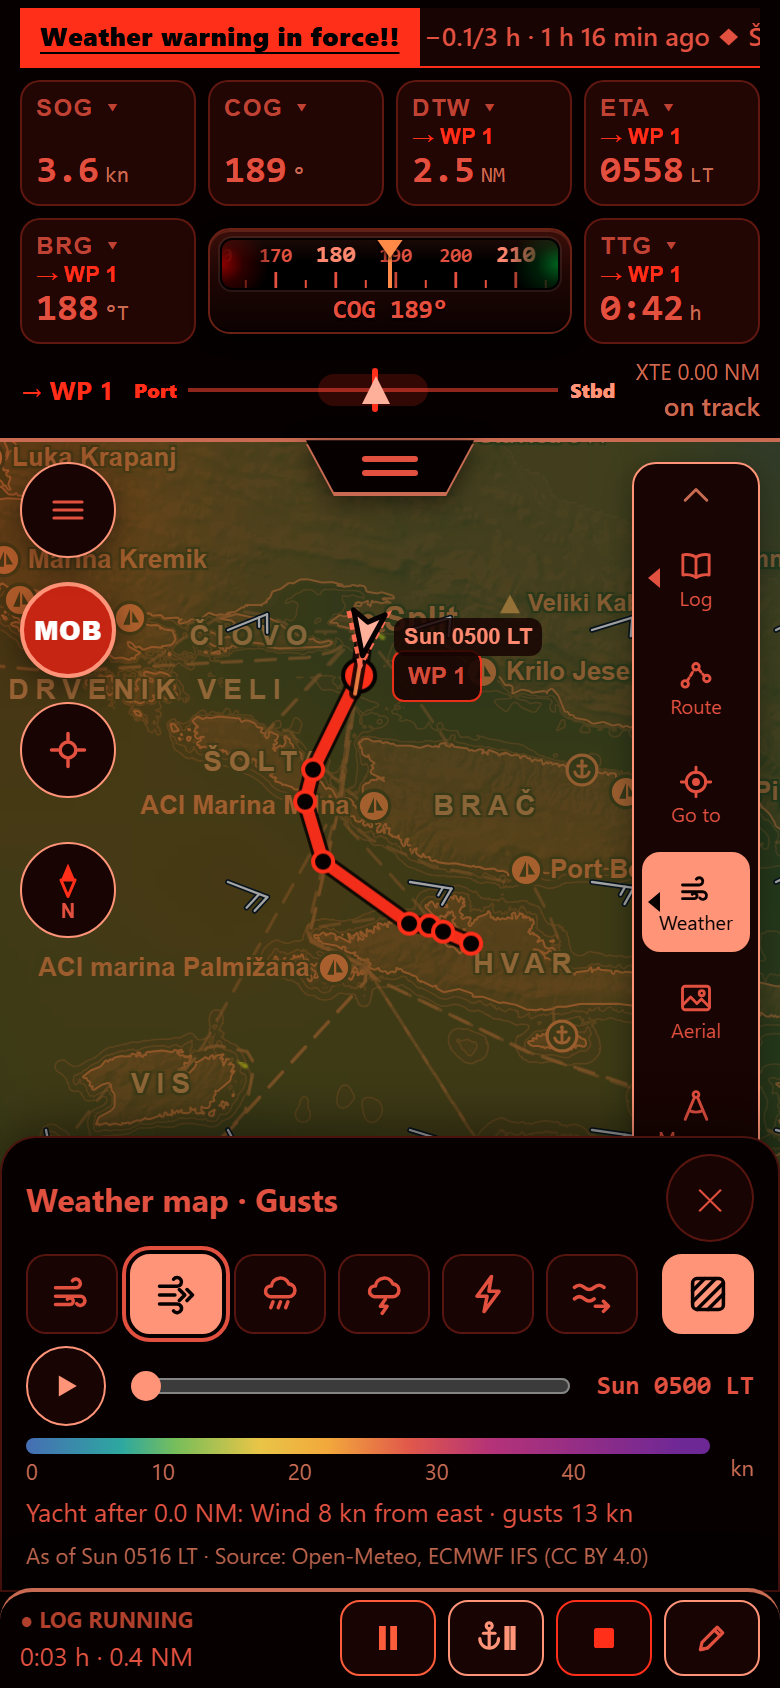 Weather warning in force!!
−0.1/3 h · 1 h 16 min ago ◆ Š
SOG ▼
3.6 kn
COG ▼
189 °
DTW ▼
→ WP 1
2.5 NM
ETA ▼
→ WP 1
0558 LT
BRG ▼
→ WP 1
188 °T
170 180 190 200 210
COG 189°
TTG ▼
→ WP 1
0:42 h
→ WP 1
Port
Stbd
XTE 0.00 NM
on track
Luka Krapanj
Marina Kremik
Split
Veliki Ka
ČIOVO
Sun 0500 LT
MOB
WP 1
Krilo Jese
DRVENIK VELI
ŠOLT
ACI Marina M na
BRAČ
Port B
N
ACI marina Palmižana
HVAR
VIS
Log
Route
Go to
Weather
Aerial
Weather map · Gusts
Sun 0500 LT
0 10 20 30 40 kn
Yacht after 0.0 NM: Wind 8 kn from east · gusts 13 kn
As of Sun 0516 LT · Source: Open-Meteo, ECMWF IFS (CC BY 4.0)
● LOG RUNNING
0:03 h · 0.4 NM